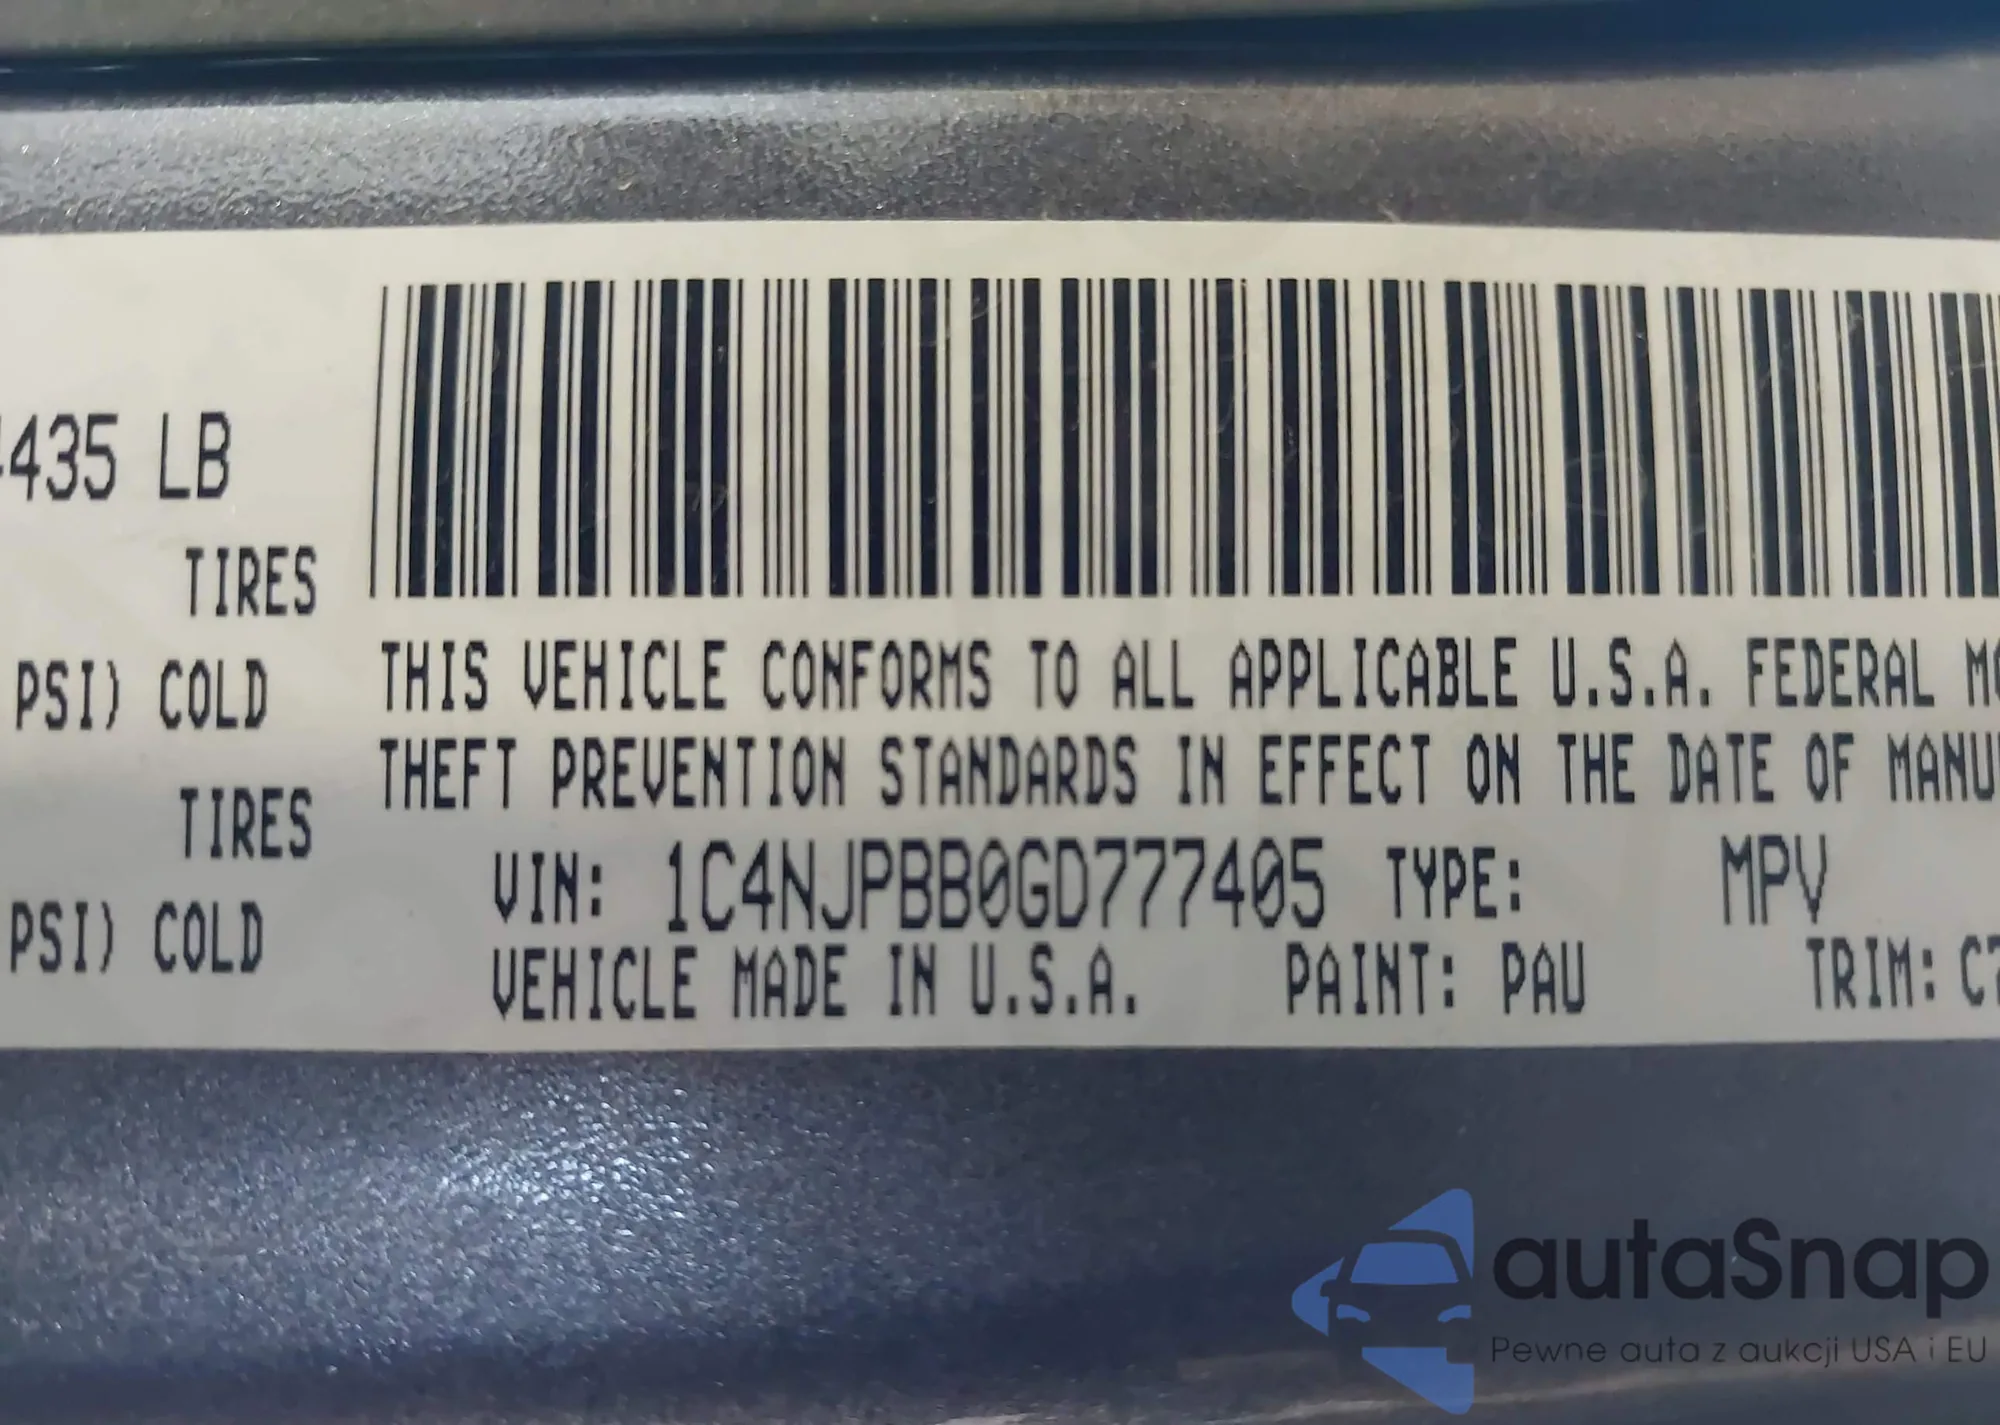 435 LB
TIRES
PSI) COLD
TIRES
PSI) COLD
THIS VEHICLE CONFORMS TO ALL APPLICABLE U.S.A. FEDERAL
THEFT PREVENTION STANDARDS IN EFFECT ON THE DATE OF
VIN: 1C4NJPBB0GD777405 TYPE: MPV
VEHICLE MADE IN U.S.A. PAINT: PAU TRIM: C7
autaSnap
Pewne auta z aukcji USA i EU